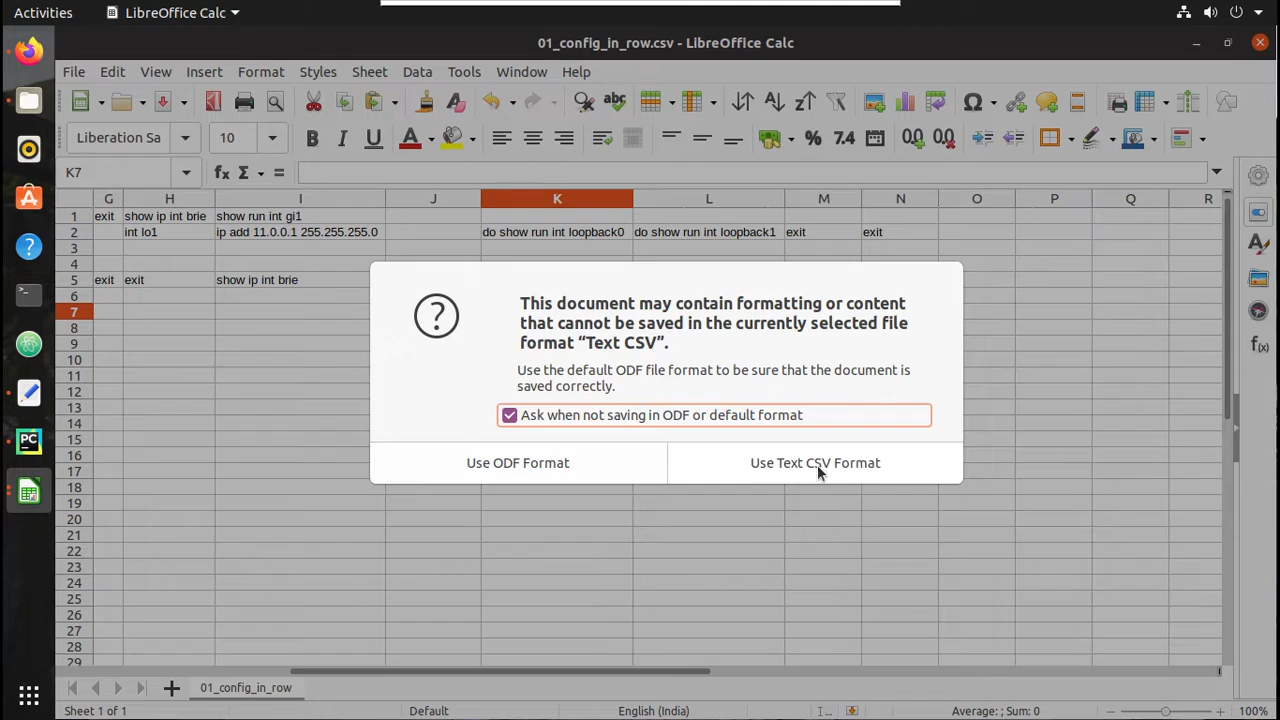 Activities
LibreOffice Calc
01_config_in_row.csv - LibreOffice Calc
File Edit View Insert Format Styles Sheet Data Tools Window Help
Liberation Sa 10
K7
G H I J K L M N O P Q R
1 exit show ip int brie show run int gi1
2 int lo1 ip add 11.0.0.1 255.255.255.0 do show run int loopback0 do show run int loopback1 exit exit
3
4
5 exit exit show ip int brie
6
7
8
9
10
11
12
13
14
15
16
17
18
19
20
21
22
23
24
25
26
27
28
29
This document may contain formatting or content
that cannot be saved in the currently selected file
format “Text CSV”.
Use the default ODF file format to be sure that the document is
saved correctly.
Ask when not saving in ODF or default format
Use ODF Format
Use Text CSV Format
01_config_in_row
Sheet 1 of 1
Default
English (India)
Average: ; Sum: 0
100%